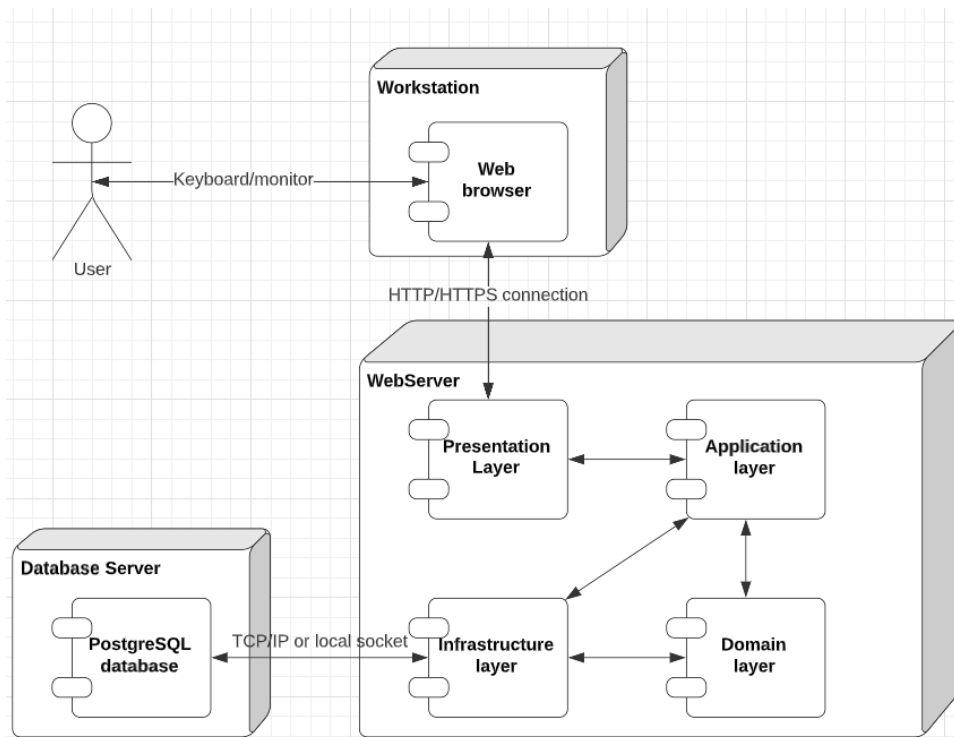 Workstation
Web
browser
Keyboard/monitor
User
HTTP/HTTPS connection
WebServer
Presentation
Layer
Application
layer
Database Server
PostgreSQL
database
TCP/IP or local socket
Infrastructure
layer
Domain
layer